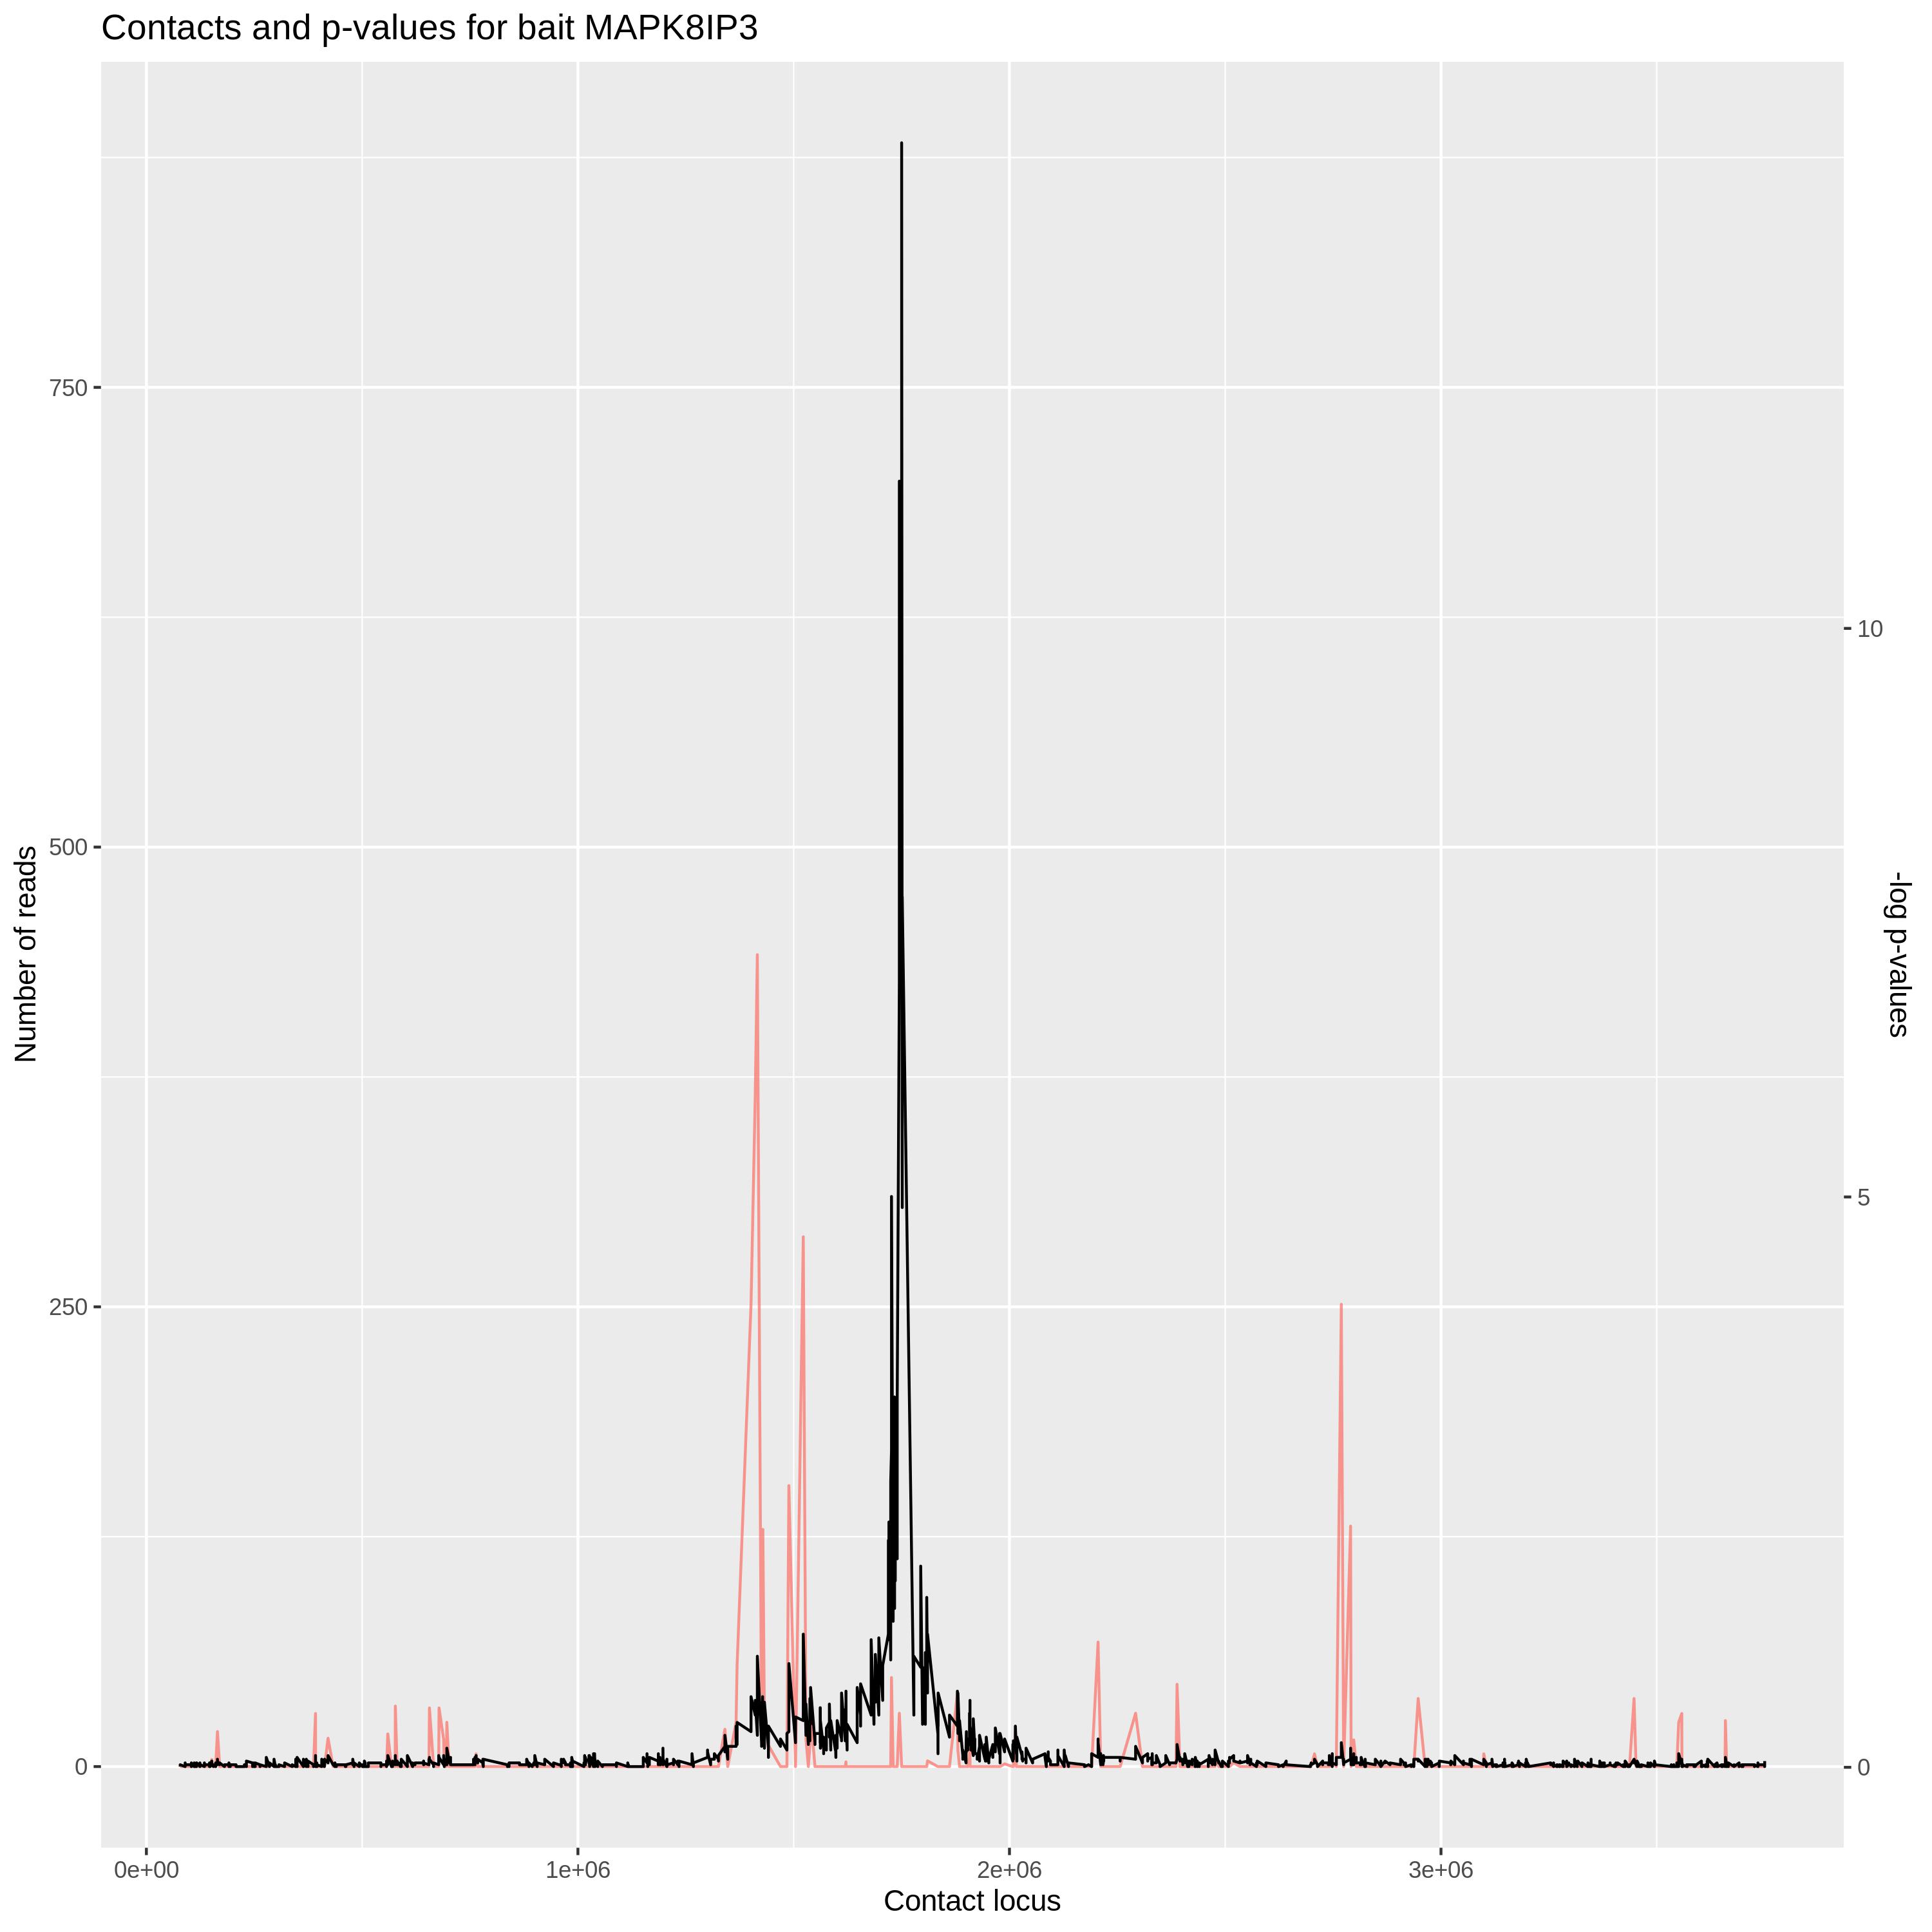 Contacts and p-values for bait MAPK8IP3
Number of reads
750
500
250
0
10
5
0
-log p-values
0e+00
1e+06
2e+06
3e+06
Contact locus